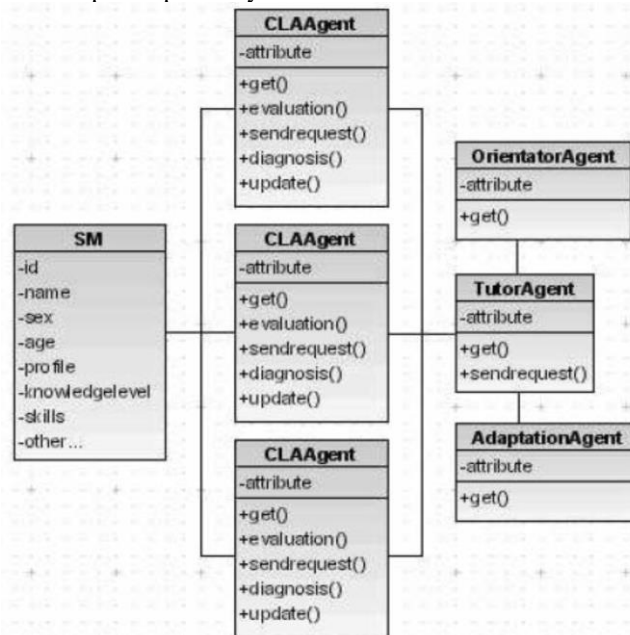 CLAAgent
-attribute
+get()
+evaluation()
+sendrequest()
+diagnosis()
+update()
SM
-id
-name
-sex
-age
-profile
-knowledgelevel
-skills
-other...
CLAAgent
-attribute
+get()
+evaluation()
+sendrequest()
+diagnosis()
+update()
CLAAgent
-attribute
+get()
+evaluation()
+sendrequest()
+diagnosis()
+update()
OrientatorAgent
-attribute
+get()
TutorAgent
-attribute
+get()
+sendrequest()
AdaptationAgent
-attribute
+get()